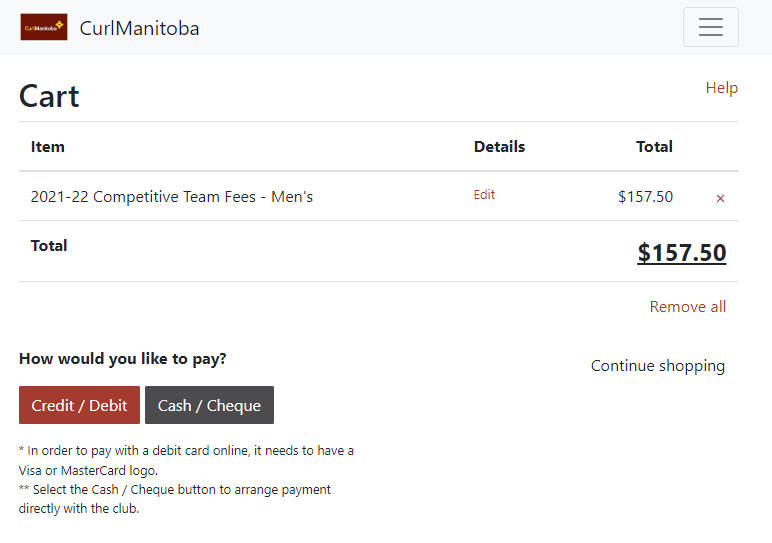 CurlManitoba CurlManitoba
Cart Help
Item Details Total
2021-22 Competitive Team Fees - Men's Edit $157.50 ×
Total $157.50
Remove all
How would you like to pay? Continue shopping
Credit / Debit Cash / Cheque
* In order to pay with a debit card online, it needs to have a
Visa or MasterCard logo.
** Select the Cash / Cheque button to arrange payment
directly with the club.